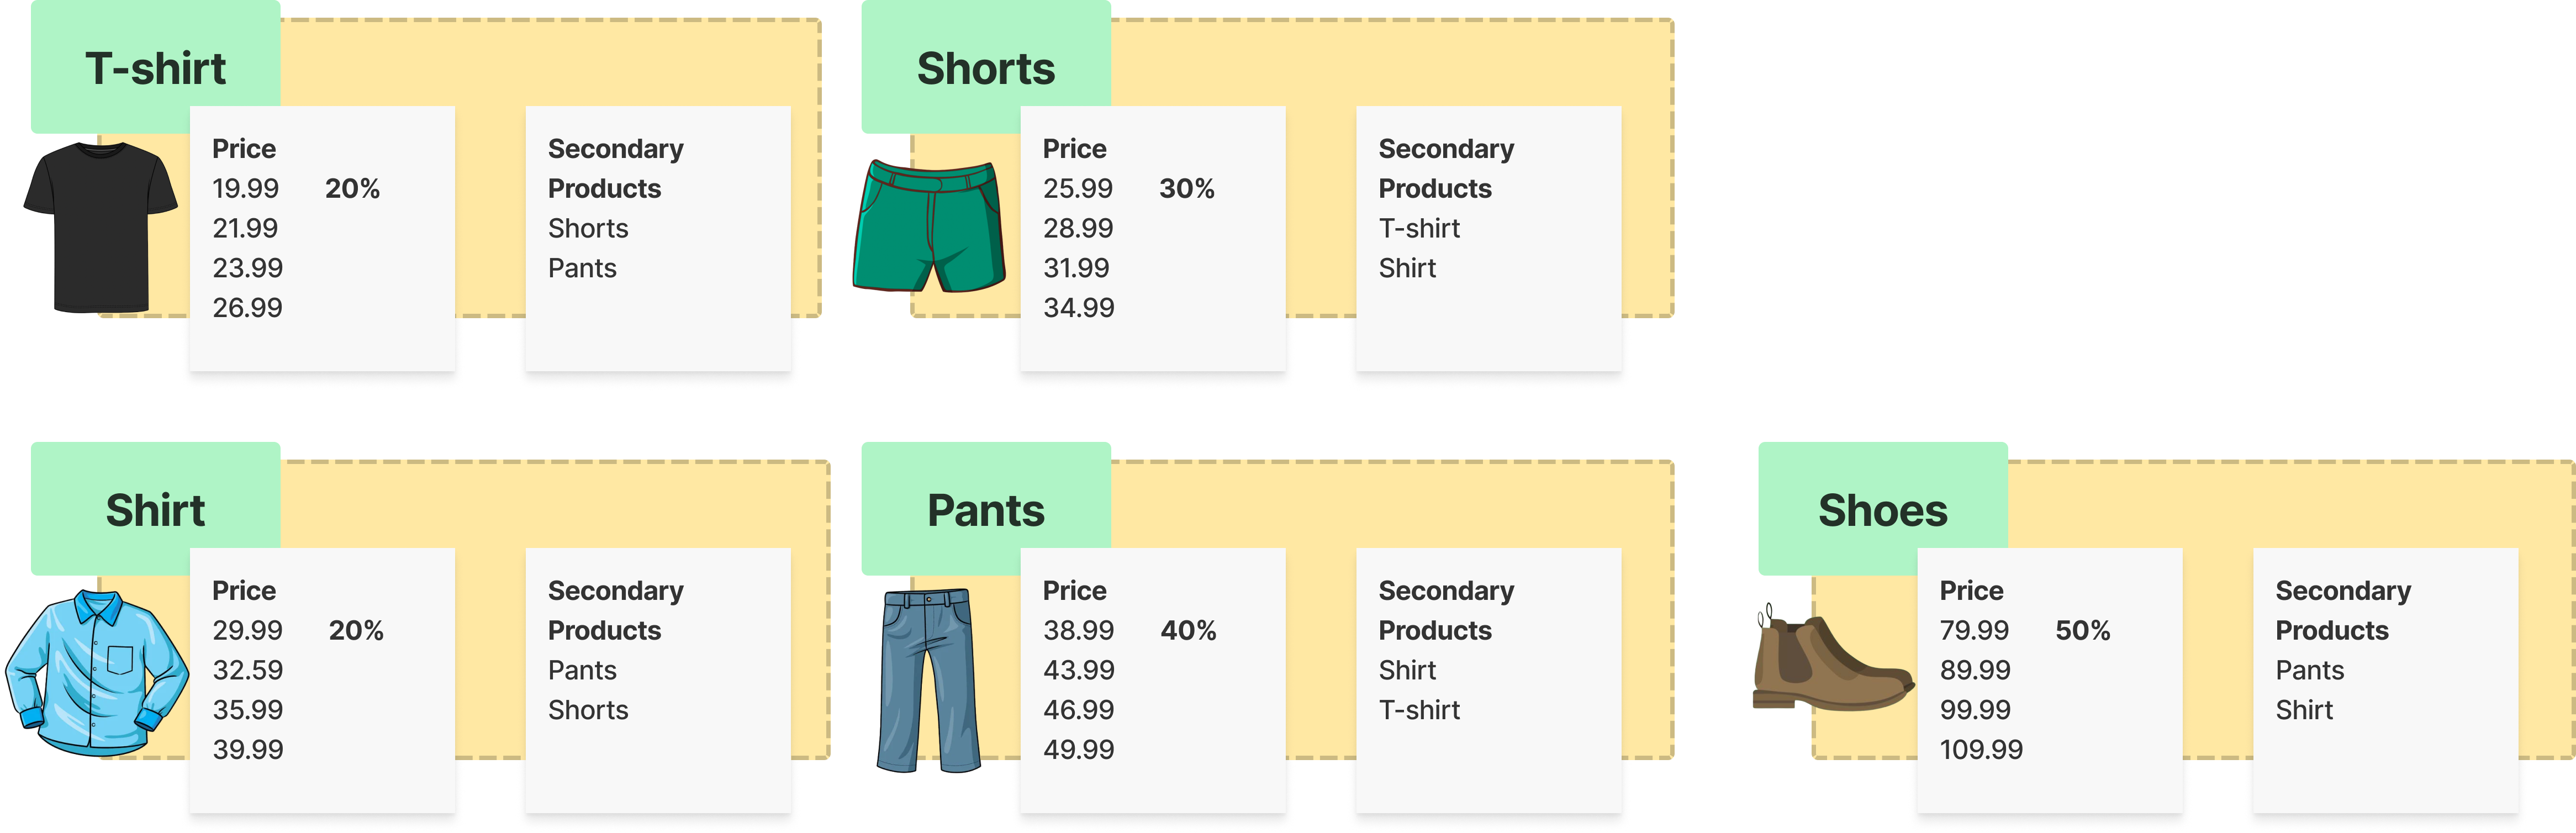 T-shirt
Price
19.99 20%
21.99
23.99
26.99
Secondary
Products
Shorts
Pants
Shorts
Price
25.99 30%
28.99
31.99
34.99
Secondary
Products
T-shirt
Shirt
Shirt
Price
29.99 20%
32.59
35.99
39.99
Secondary
Products
Pants
Shorts
Pants
Price
38.99 40%
43.99
46.99
49.99
Secondary
Products
Shirt
T-shirt
Shoes
Price
79.99 50%
89.99
99.99
109.99
Secondary
Products
Pants
Shirt